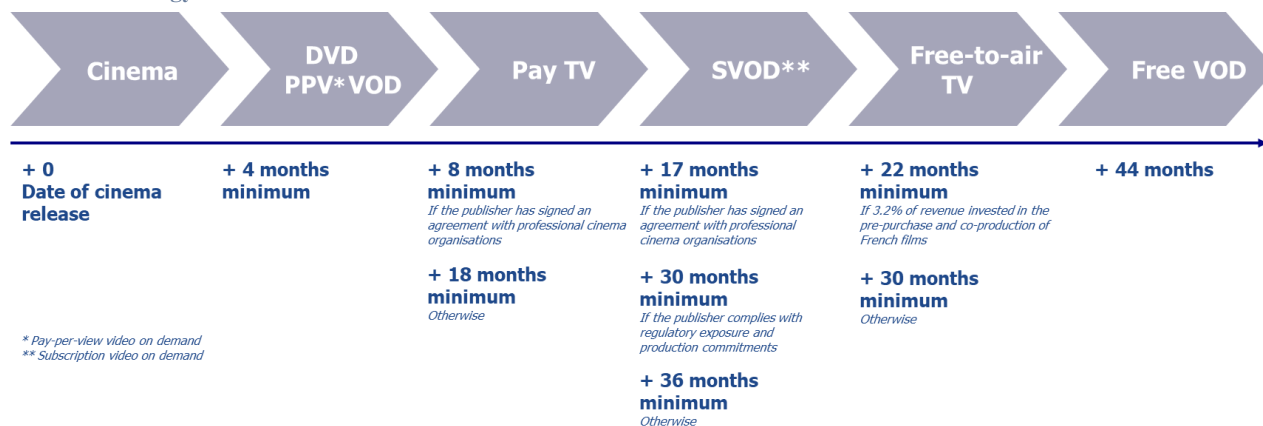 Cinema
DVD
PPV* VOD
Pay TV
SVOD**
Free-to-air
TV
Free VOD
+ 0
Date of cinema
release
+ 4 months
minimum
+ 8 months
minimum
If the publisher has signed an
agreement with professional cinema
organisations
+ 18 months
minimum
Otherwise
+ 17 months
minimum
If the publisher has signed an
agreement with professional
cinema organisations
+ 30 months
minimum
If the publisher complies with
regulatory exposure and
production commitments
+ 36 months
minimum
Otherwise
+ 22 months
minimum
If 3.2% of revenue invested in the
pre-purchase and co-production of
French films
+ 30 months
minimum
Otherwise
+ 44 months
* Pay-per-view video on demand
** Subscription video on demand